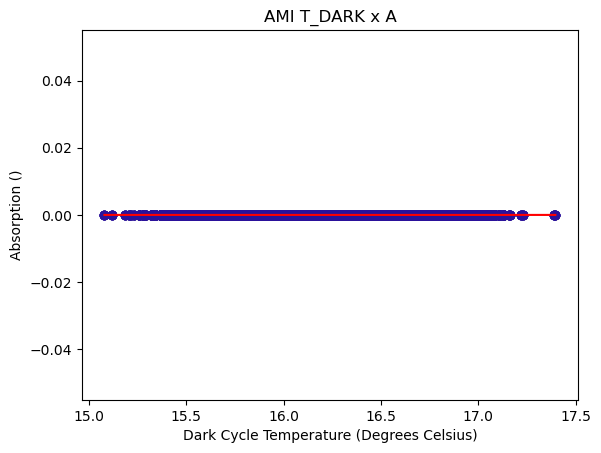 AMI T_DARK x A
0.04
0.02
0.00
−0.02
−0.04
Absorption ()
15.0 15.5 16.0 16.5 17.0 17.5
Dark Cycle Temperature (Degrees Celsius)